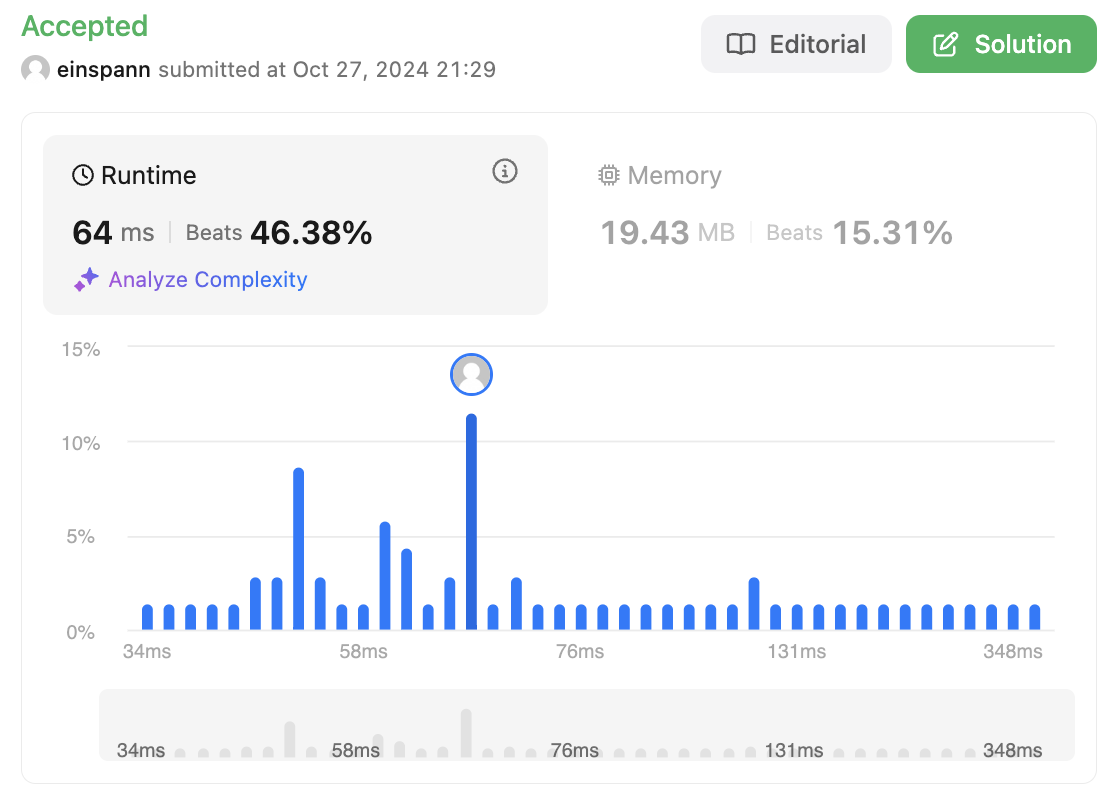 Accepted
einspann submitted at Oct 27, 2024 21:29
Editorial
Solution
Runtime
64 ms Beats 46.38%
Analyze Complexity
Memory
19.43 MB Beats 15.31%
15%
10%
5%
0%
34ms 58ms 76ms 131ms 348ms
34ms 58ms 76ms 131ms 348ms